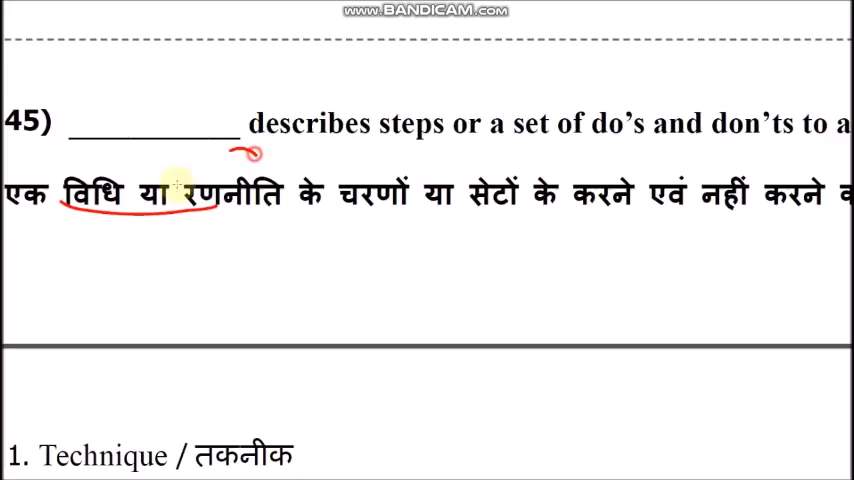 WWW.BANDICAM.COM
45) ___________ describes steps or a set of do’s and don’ts to a
एक विधि या रणनीति के चरणों या सेटों के करने एवं नहीं करने
1. Technique / तकनीक